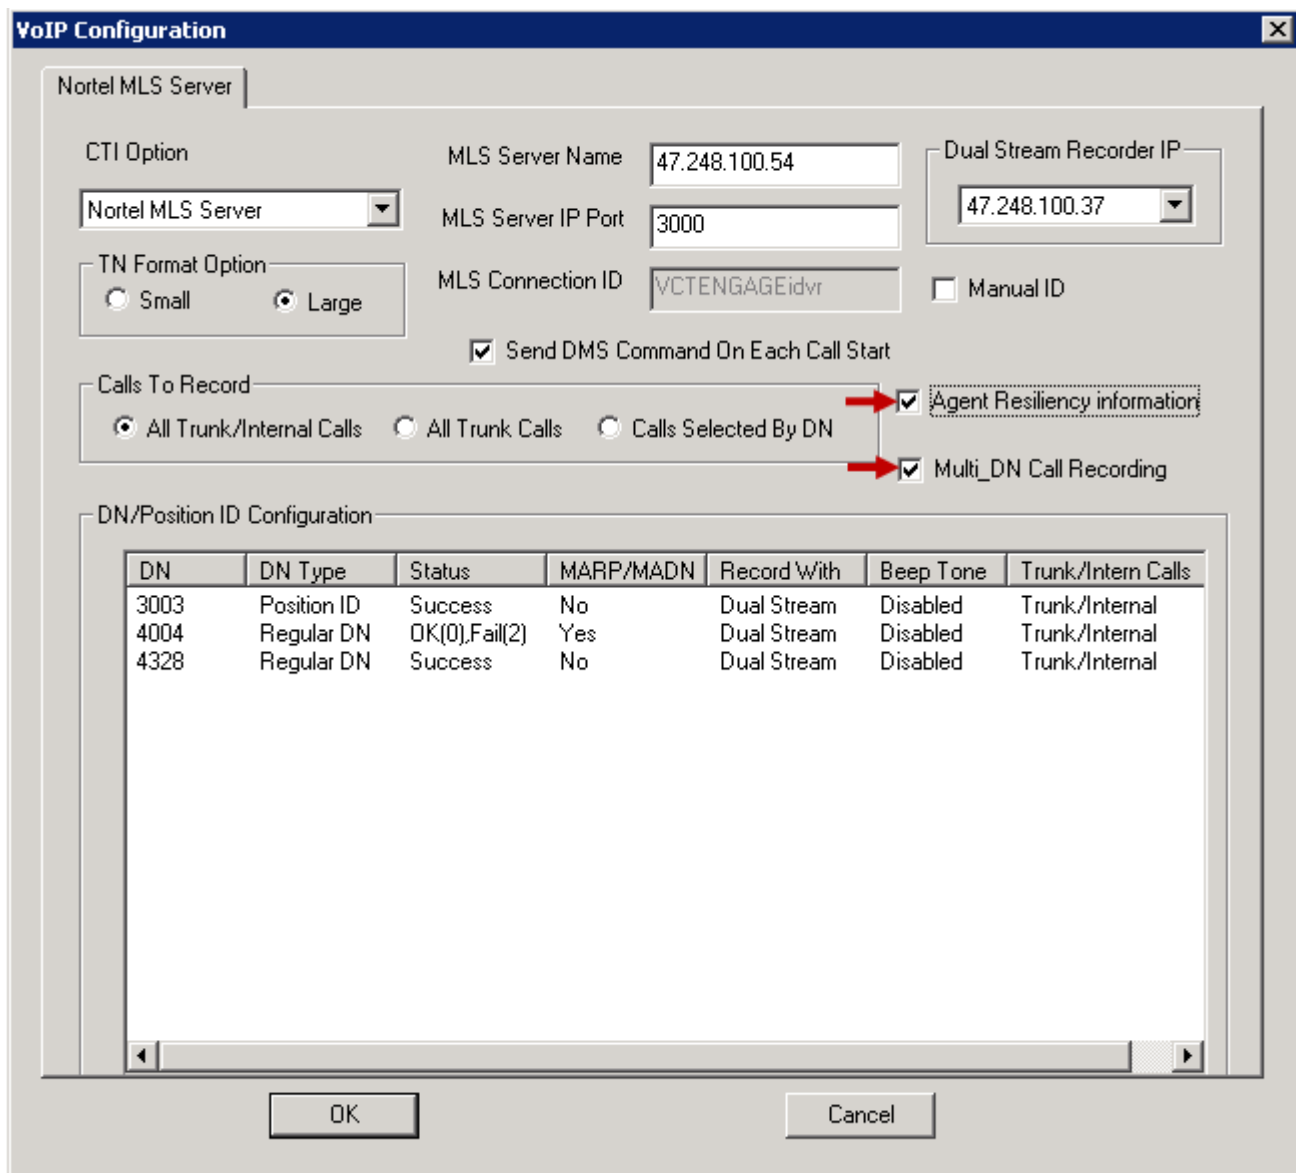 VoIP Configuration
Nortel MLS Server
CTI Option
Nortel MLS Server
MLS Server Name
47.248.100.54
Dual Stream Recorder IP
47.248.100.37
MLS Server IP Port
3000
TN Format Option
Small
Large
MLS Connection ID
VCTENGAGEidvr
Manual ID
Send DMS Command On Each Call Start
Calls To Record
All Trunk/Internal Calls
All Trunk Calls
Calls Selected By DN
Agent Resiliency information
Multi_DN Call Recording
DN/Position ID Configuration
DN DN Type Status MARP/MADN Record With Beep Tone Trunk/Intern Calls
3003 Position ID Success No Dual Stream Disabled Trunk/Internal
4004 Regular DN OK(0),Fail(2) Yes Dual Stream Disabled Trunk/Internal
4328 Regular DN Success No Dual Stream Disabled Trunk/Internal
OK
Cancel